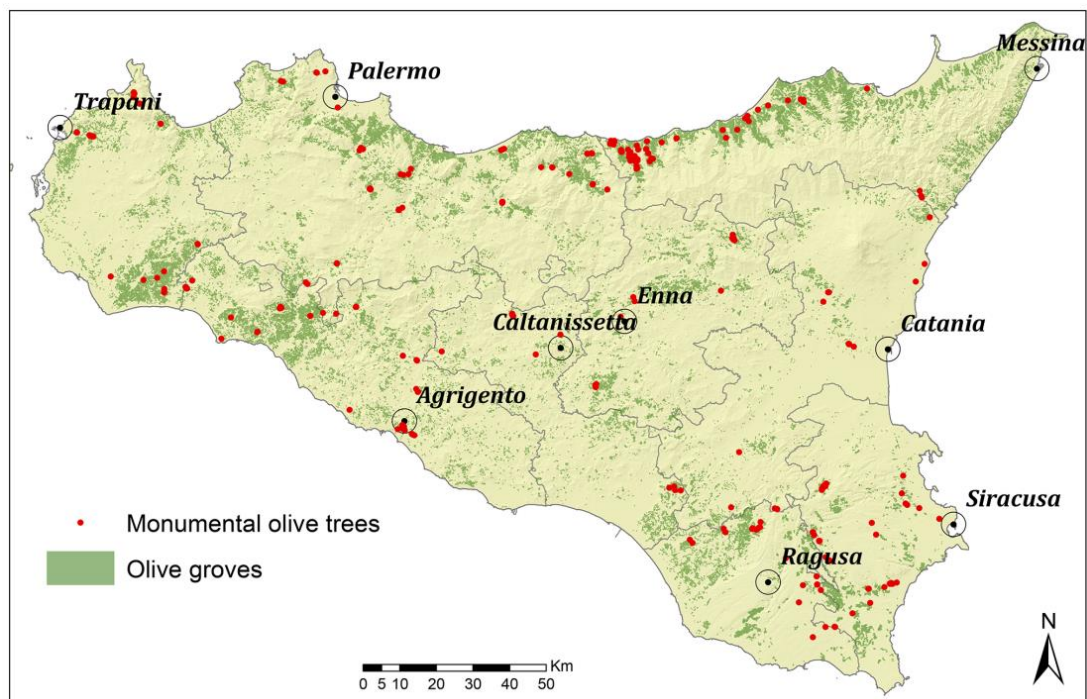 Messina
Palermo
Trapani
Enna
Caltanissetta
Catania
Agrigento
Siracusa
Ragusa
Monumental olive trees
Olive groves
N
Km
0 5 10 20 30 40 50